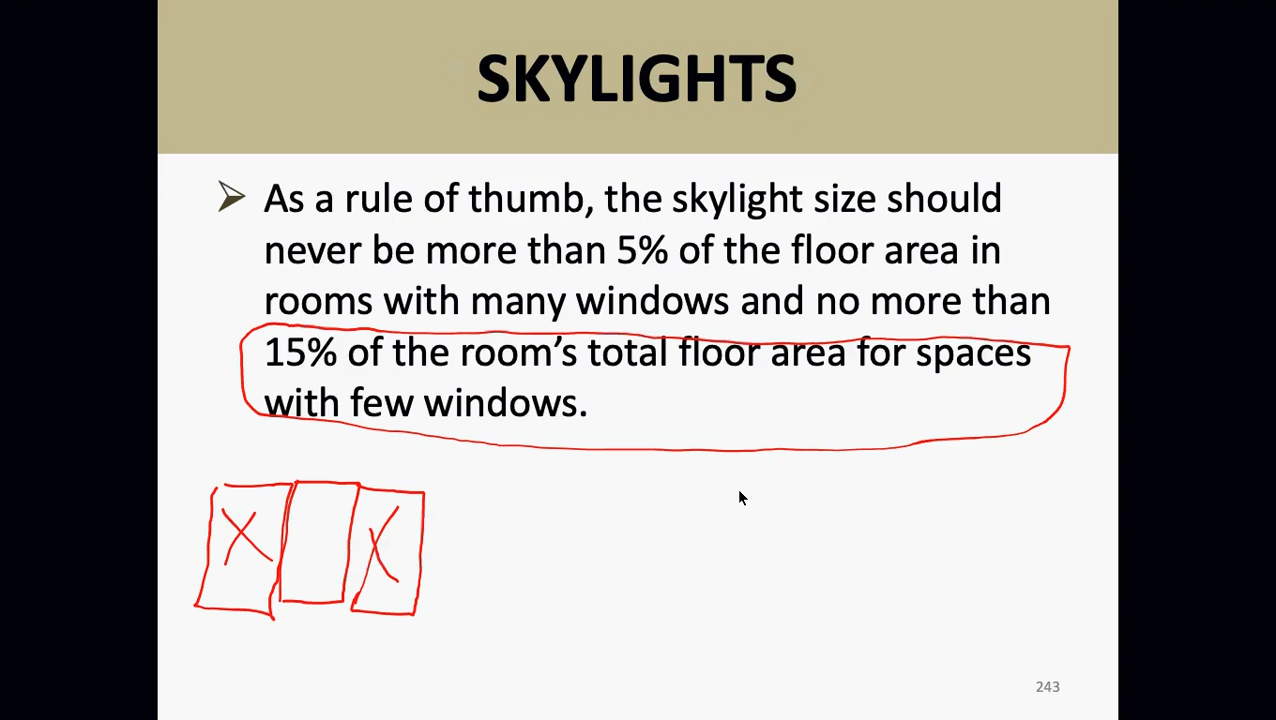 SKYLIGHTS
As a rule of thumb, the skylight size should
never be more than 5% of the floor area in
rooms with many windows and no more than
15% of the room’s total floor area for spaces
with few windows.
X X
243